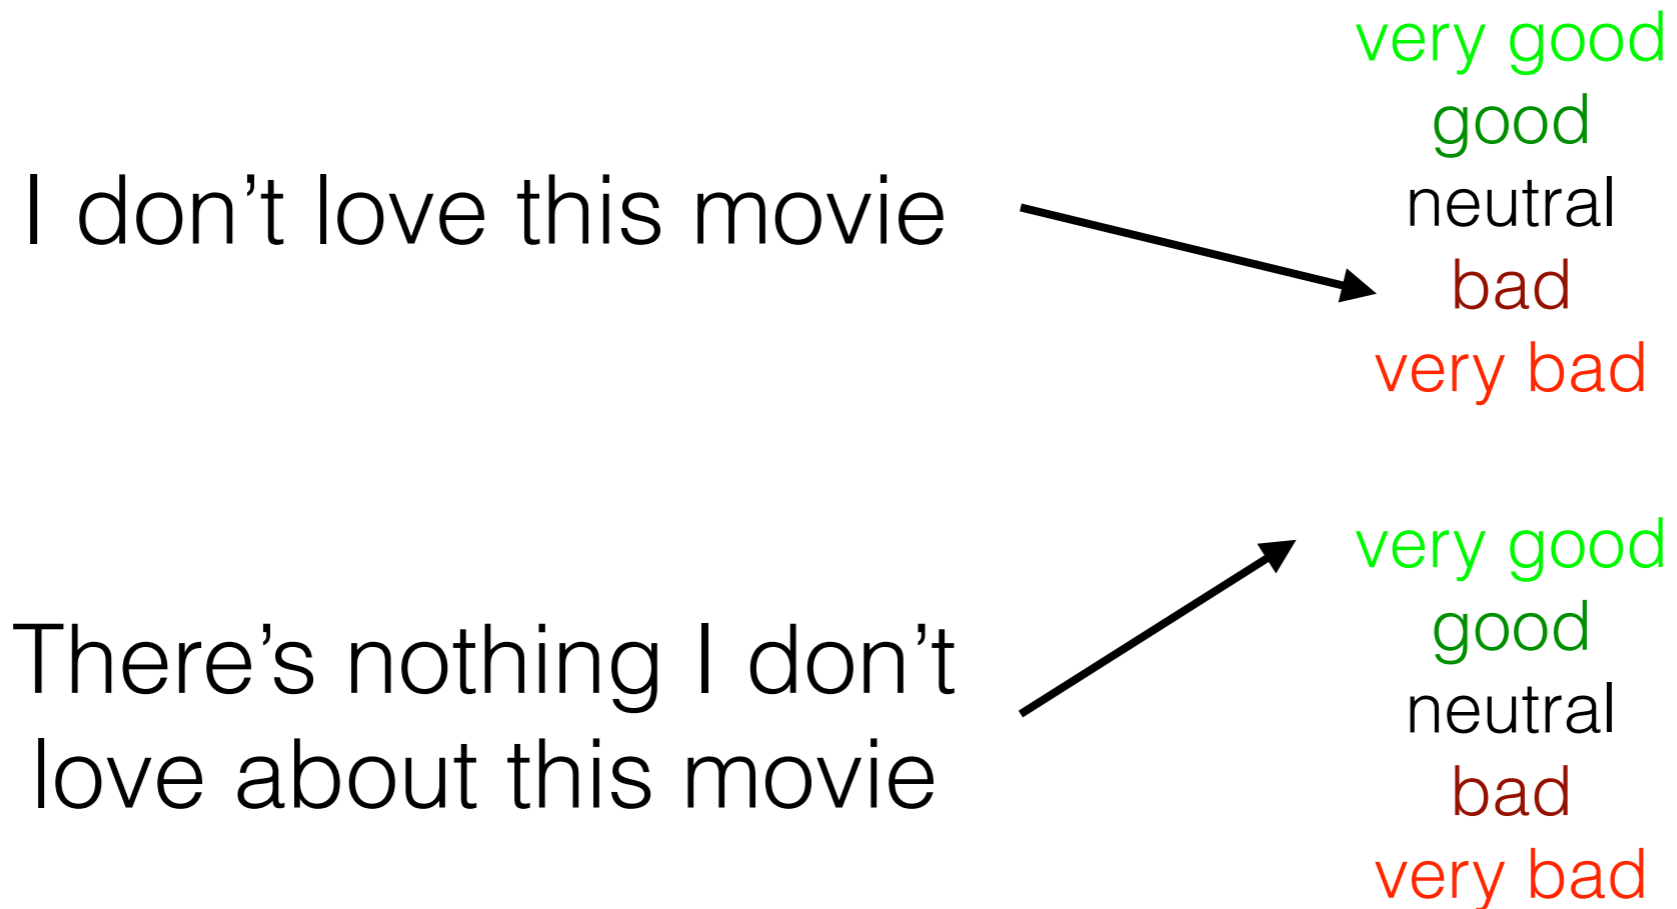 I don’t love this movie
very good
good
neutral
bad
very bad
There’s nothing I don’t
love about this movie
very good
good
neutral
bad
very bad